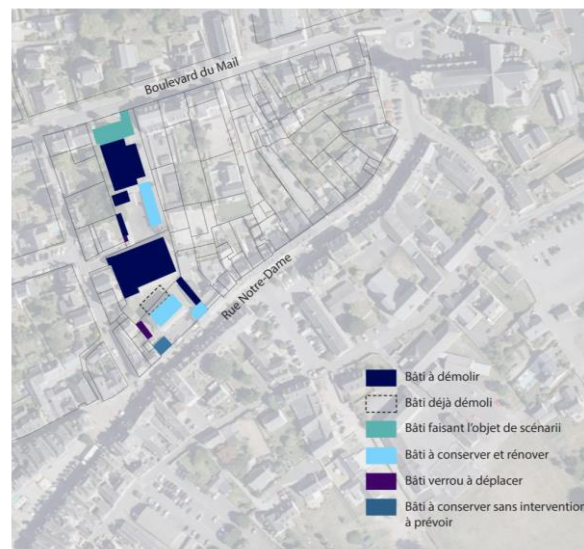 Boulevard du Mail
Rue Notre-Dame
Bâti à démolir
Bâti déjà démoli
Bâti faisant l'objet de scénarii
Bâti à conserver et rénover
Bâti verrou à déplacer
Bâti à conserver sans intervention
à prévoir